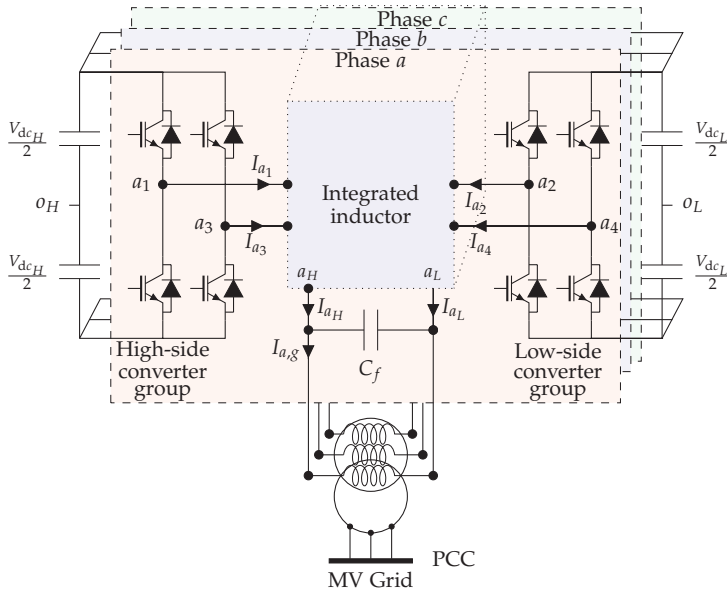 Phase c
Phase b
Phase a
V_dc_H
2
V_dc_L
2
I_a_1
a_1
Integrated
inductor
I_a_2
a_2
o_H
o_L
a_3
I_a_3
I_a_4
a_4
V_dc_H
2
V_dc_L
2
a_H
a_L
I_a_H
I_a_L
I_a,g
C_f
High-side
converter
group
Low-side
converter
group
PCC
MV Grid